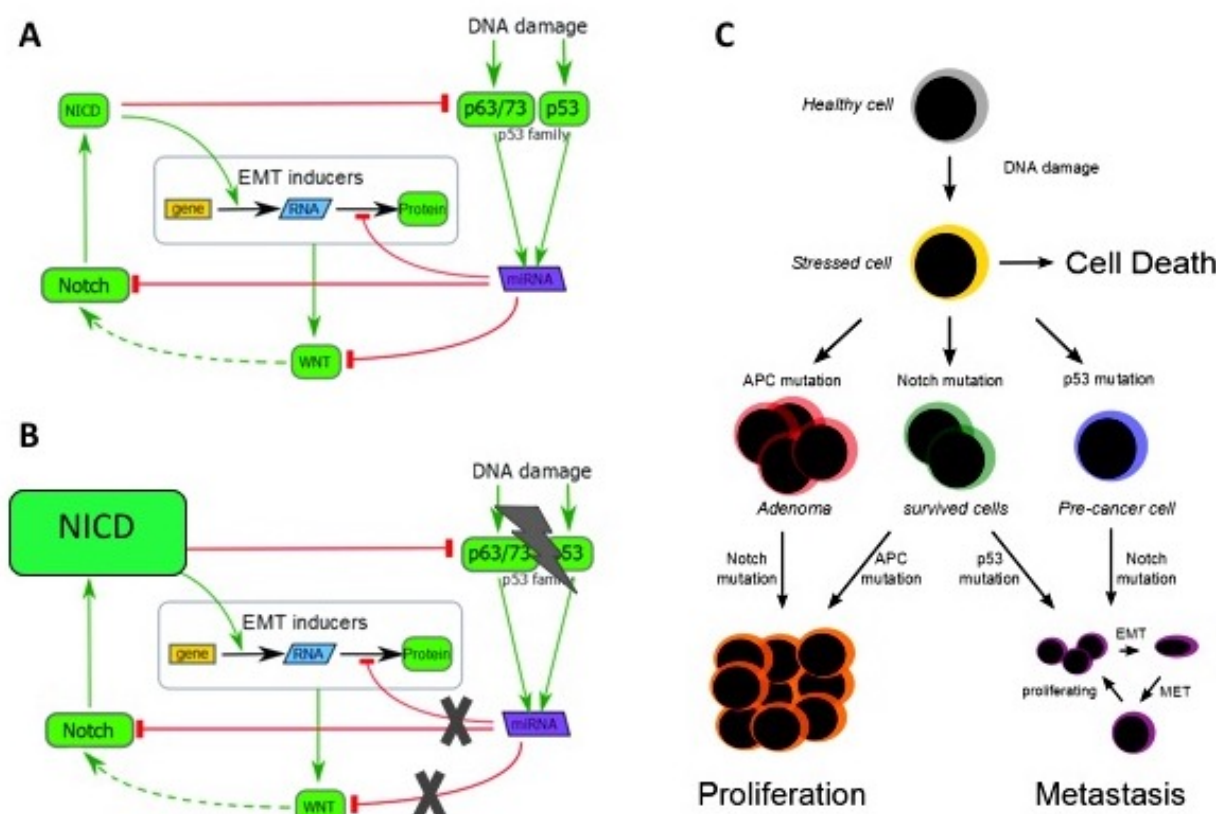 A
DNA damage
NICD
p63/73
p53
p53 family
EMT inducers
gene
RNA
Protein
Notch
miRNA
WNT
B
DNA damage
NICD
p63/73
53
p53 family
EMT inducers
gene
RNA
Protein
Notch
miRNA
WNT
C
Healthy cell
DNA damage
Stressed cell
Cell Death
APC mutation
Notch mutation
p53 mutation
Adenoma
survived cells
Pre-cancer cell
Notch
mutation
APC
mutation
p53
mutation
Notch
mutation
EMT
proliferating
MET
Proliferation
Metastasis